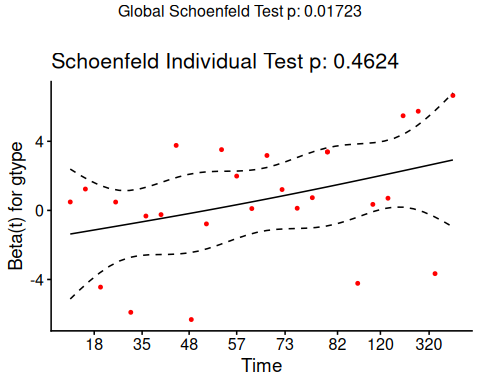 Global Schoenfeld Test p: 0.01723
Schoenfeld Individual Test p: 0.4624
Beta(t) for gtype
4
0
-4
18 35 48 57 73 82 120 320
Time